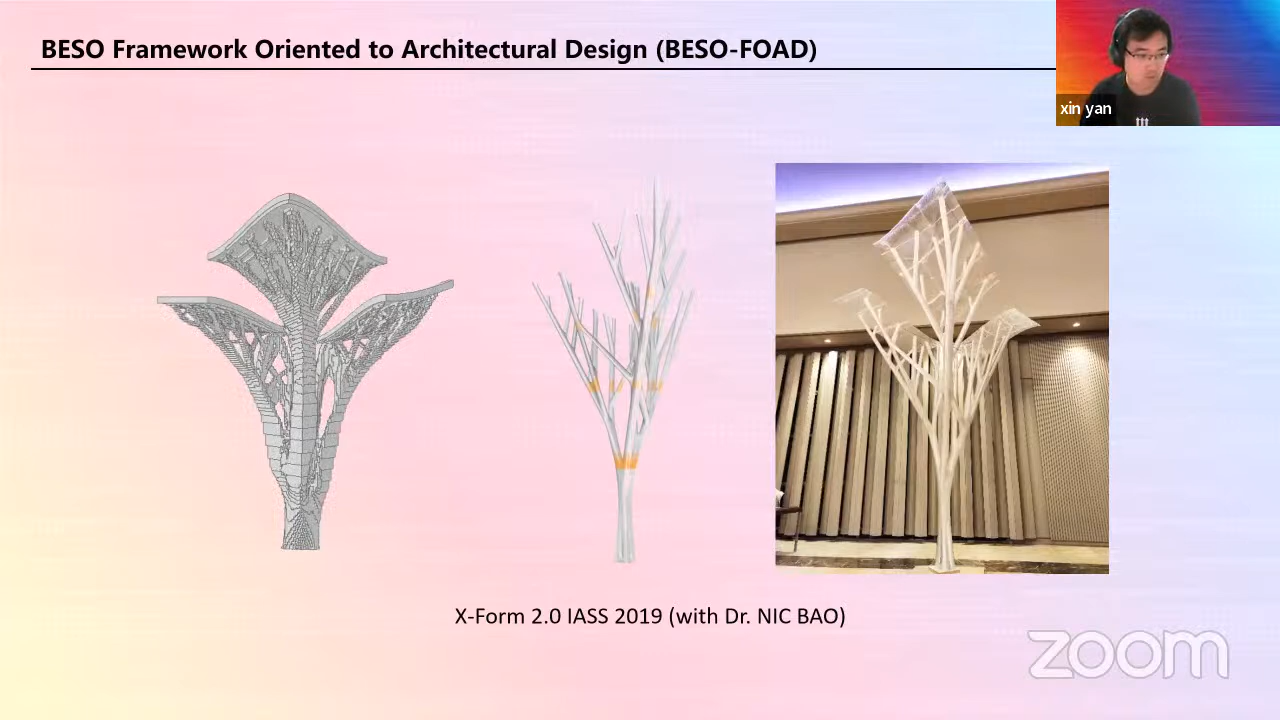 BESO Framework Oriented to Architectural Design (BESO-FOAD)
xin yan
X-Form 2.0 IASS 2019 (with Dr. NIC BAO)
zoom